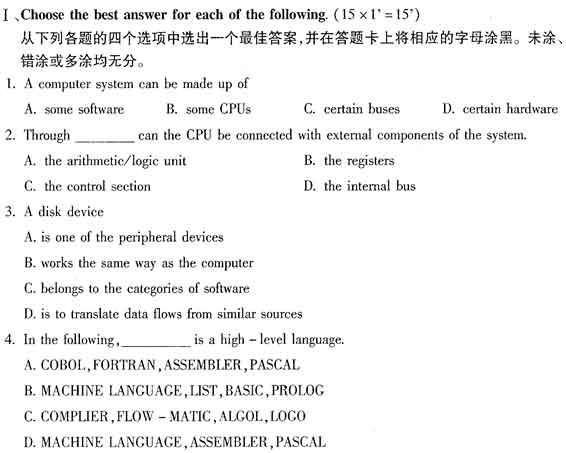 Ⅰ、Choose the best answer for each of the following. (15×1'=15')
从下列各题的四个选项中选出一个最佳答案,并在答题卡上将相应的字母涂黑。未涂、
错涂或多涂均无分。
1. A computer system can be made up of
A. some software B. some CPUs C. certain buses D. certain hardware
2. Through ________ can the CPU be connected with external components of the system.
A. the arithmetic/logic unit B. the registers
C. the control section D. the internal bus
3. A disk device
A. is one of the peripheral devices
B. works the same way as the computer
C. belongs to the categories of software
D. is to translate data flows from similar sources
4. In the following, __________ is a high-level language.
A. COBOL,FORTRAN,ASSEMBLER,PASCAL
B. MACHINE LANGUAGE,LIST,BASIC,PROLOG
C. COMPLIER,FLOW-MATIC,ALGOL,LOGO
D. MACHINE LANGUAGE,ASSEMBLER,PASCAL